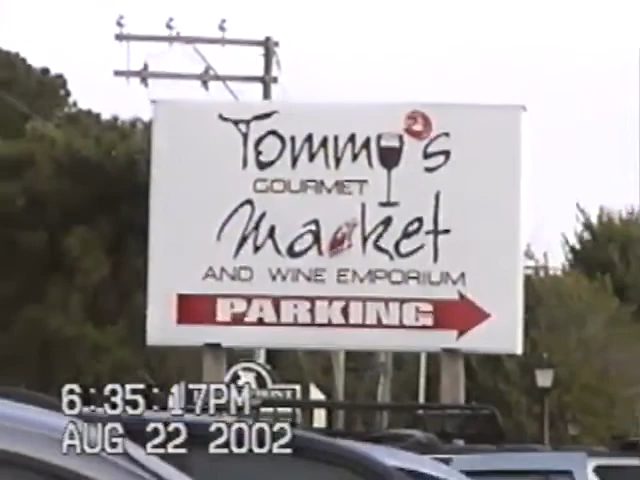 Tommy's
GOURMET
Market
AND WINE EMPORIUM
PARKING
6:35:17PM
AUG 22 2002